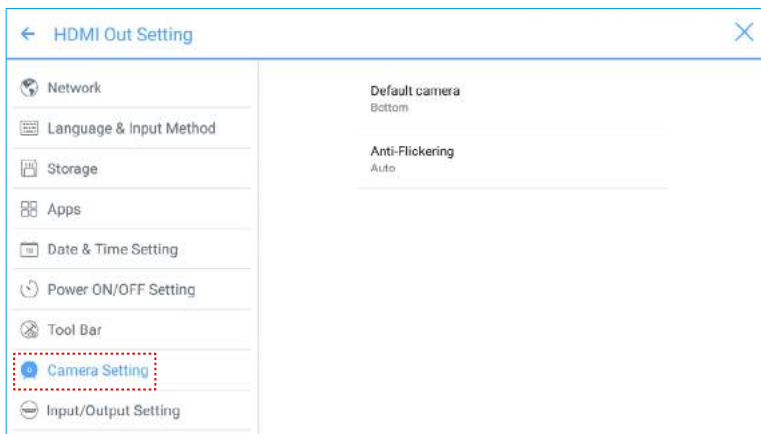 HDMI Out Setting
Network
Language & Input Method
Storage
Apps
Date & Time Setting
Power ON/OFF Setting
Tool Bar
Camera Setting
Input/Output Setting
Default camera
Bottom
Anti-Flickering
Auto